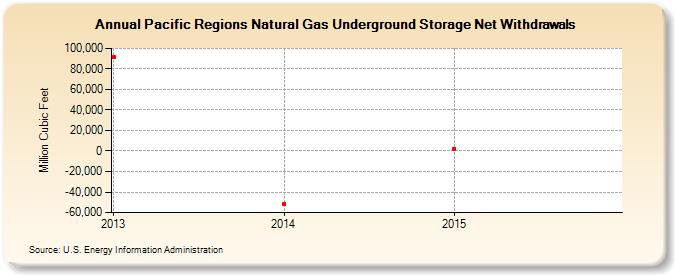 Annual Pacific Regions Natural Gas Underground Storage Net Withdrawals
Million Cubic Feet
100,000
80,000
60,000
40,000
20,000
0
-20,000
-40,000
-60,000
2013 2014 2015
Source: U.S. Energy Information Administration